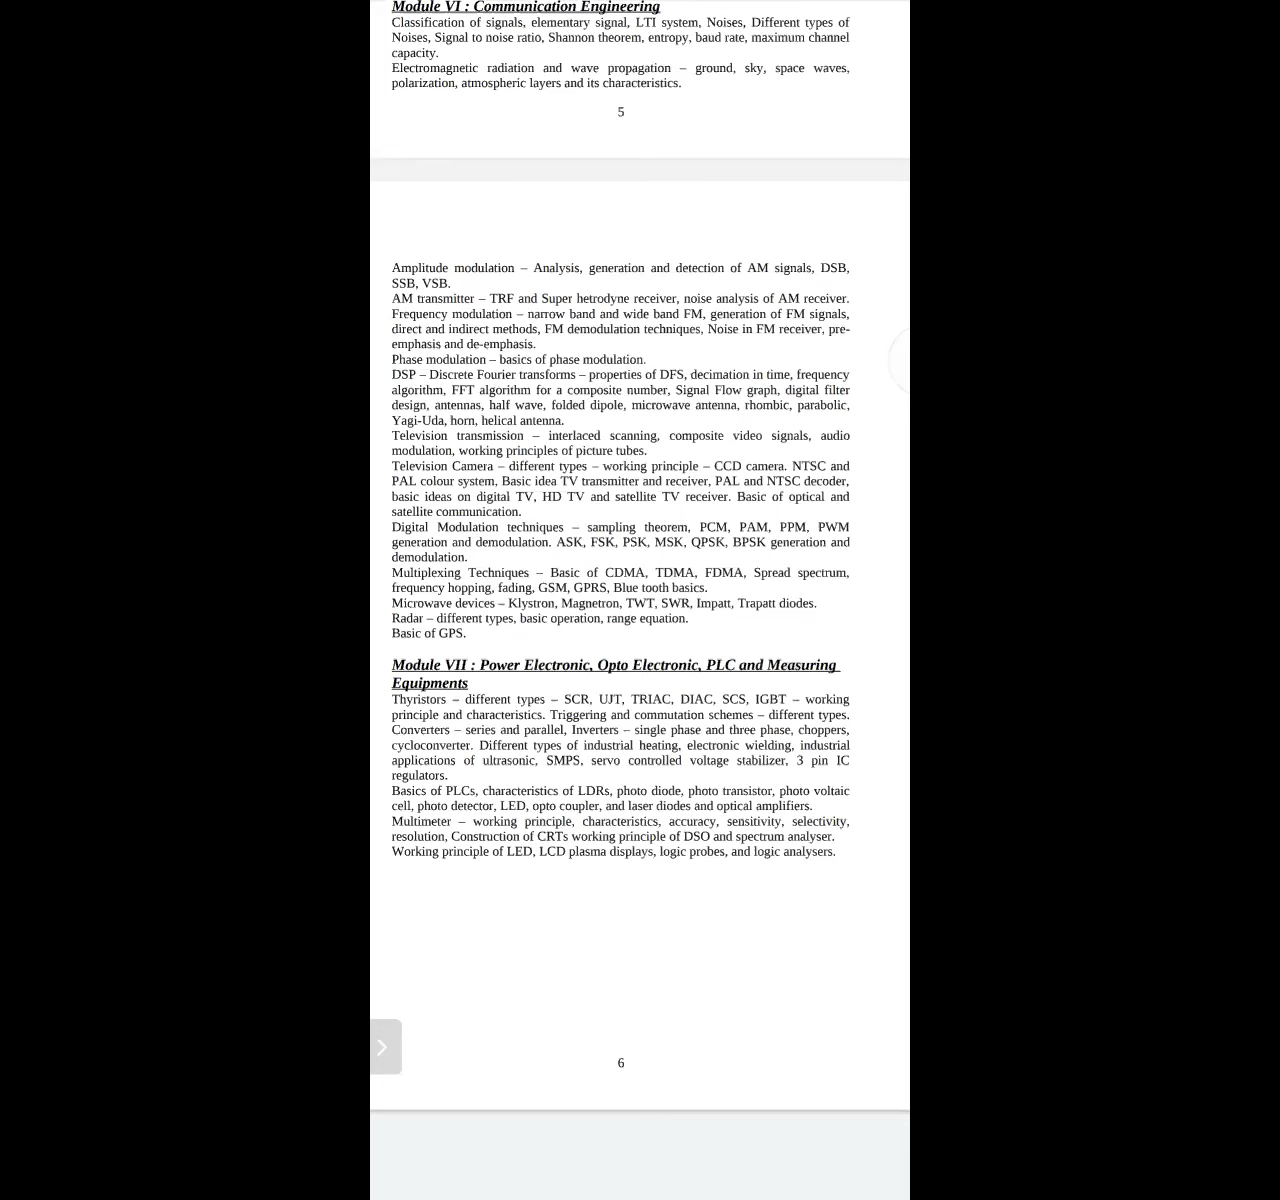 Module VI : Communication Engineering
Classification of signals, elementary signal, LTI system, Noises, Different types of
Noises, Signal to noise ratio, Shannon theorem, entropy, baud rate, maximum channel
capacity.
Electromagnetic radiation and wave propagation – ground, sky, space waves,
polarization, atmospheric layers and its characteristics.
5
Amplitude modulation – Analysis, generation and detection of AM signals, DSB,
SSB, VSB.
AM transmitter – TRF and Super hetrodyne receiver, noise analysis of AM receiver.
Frequency modulation – narrow band and wide band FM, generation of FM signals,
direct and indirect methods, FM demodulation techniques, Noise in FM receiver, pre-
emphasis and de-emphasis.
Phase modulation – basics of phase modulation.
DSP – Discrete Fourier transforms – properties of DFS, decimation in time, frequency
algorithm, FFT algorithm for a composite number, Signal Flow graph, digital filter
design, antennas, half wave, folded dipole, microwave antenna, rhombic, parabolic,
Yagi-Uda, horn, helical antenna.
Television transmission – interlaced scanning, composite video signals, audio
modulation, working principles of picture tubes.
Television Camera – different types – working principle – CCD camera. NTSC and
PAL colour system, Basic idea TV transmitter and receiver, PAL and NTSC decoder,
basic ideas on digital TV, HD TV and satellite TV receiver. Basic of optical and
satellite communication.
Digital Modulation techniques – sampling theorem, PCM, PAM, PPM, PWM
generation and demodulation. ASK, FSK, PSK, MSK, QPSK, BPSK generation and
demodulation.
Multiplexing Techniques – Basic of CDMA, TDMA, FDMA, Spread spectrum,
frequency hopping, fading, GSM, GPRS, Blue tooth basics.
Microwave devices – Klystron, Magnetron, TWT, SWR, Impatt, Trapatt diodes.
Radar – different types, basic operation, range equation.
Basic of GPS.
Module VII : Power Electronic, Opto Electronic, PLC and Measuring
Equipments
Thyristors – different types – SCR, UJT, TRIAC, DIAC, SCS, IGBT – working
principle and characteristics. Triggering and commutation schemes – different types.
Converters – series and parallel, Inverters – single phase and three phase, choppers,
cycloconverter. Different types of industrial heating, electronic wielding, industrial
applications of ultrasonic, SMPS, servo controlled voltage stabilizer, 3 pin IC
regulators.
Basics of PLCs, characteristics of LDRs, photo diode, photo transistor, photo voltaic
cell, photo detector, LED, opto coupler, and laser diodes and optical amplifiers.
Multimeter – working principle, characteristics, accuracy, sensitivity, selectivity,
resolution, Construction of CRTs working principle of DSO and spectrum analyser.
Working principle of LED, LCD plasma displays, logic probes, and logic analysers.
6